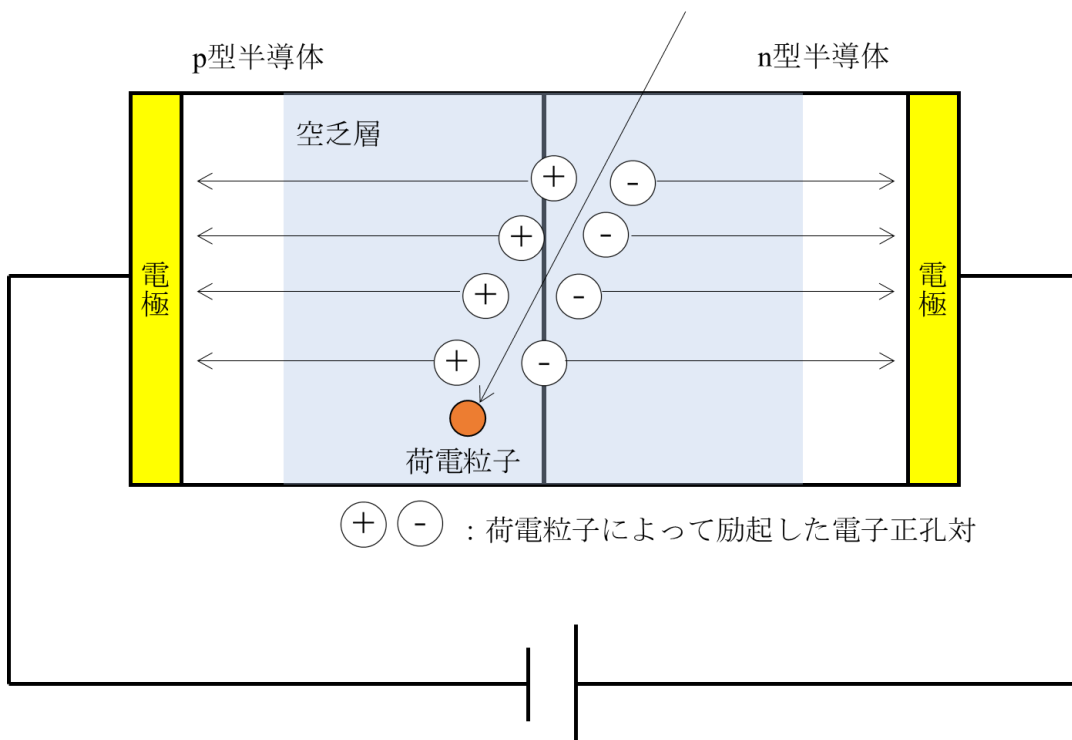 p型半導体
n型半導体
空乏層
+
-
+
-
+
-
+
-
電極
電極
荷電粒子
+ - ：荷電粒子によって励起した電子正孔対